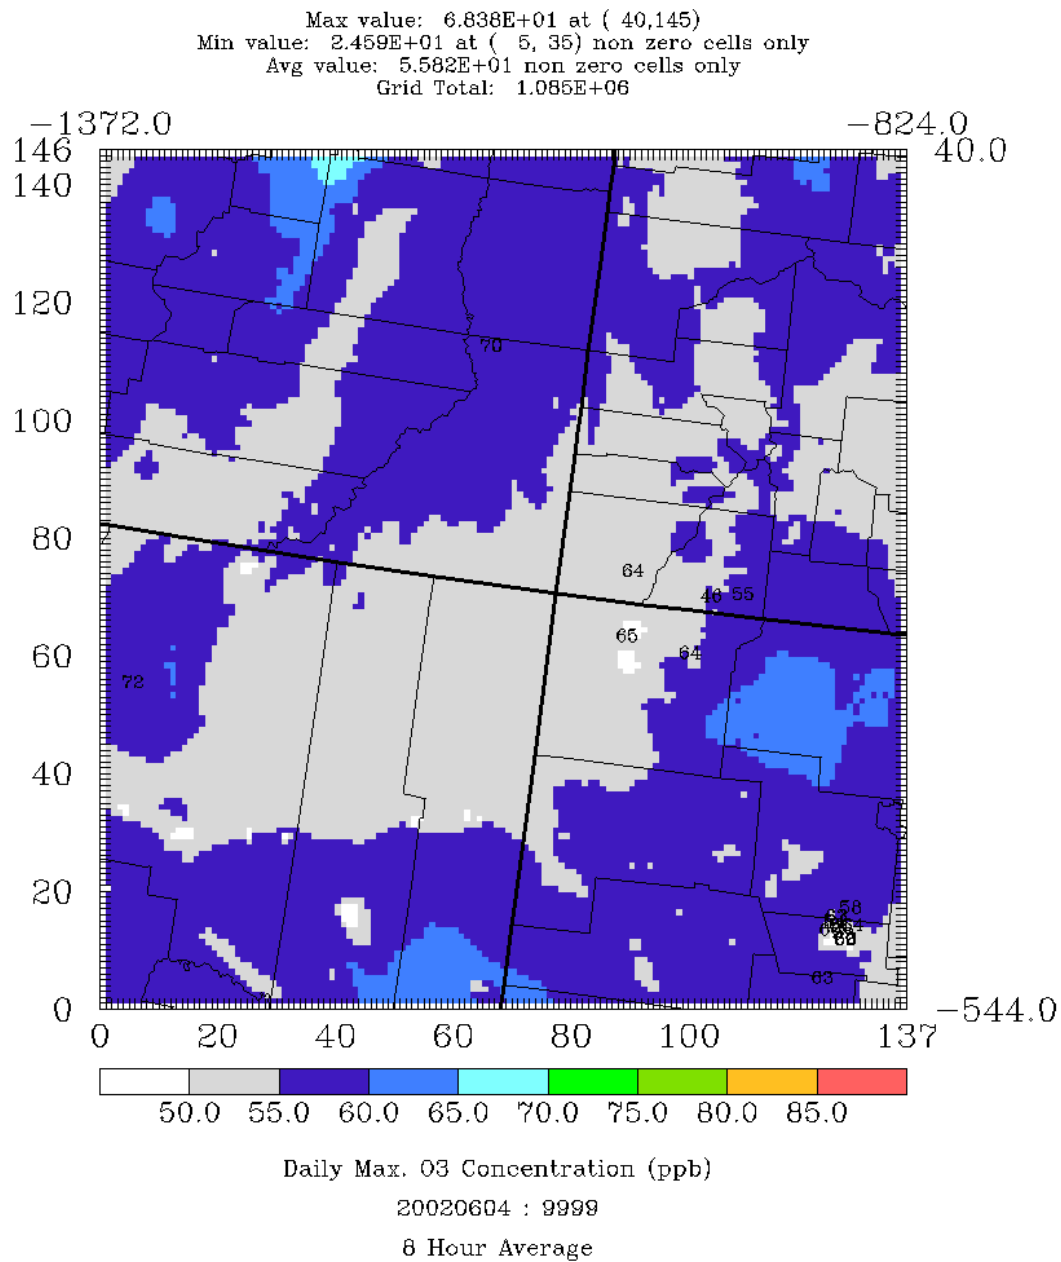 Max value: 6.838E+01 at ( 40,145)
Min value: 2.459E+01 at ( 5, 35) non zero cells only
Avg value: 5.582E+01 non zero cells only
Grid Total: 1.085E+06
-1372.0 -824.0
146 40.0
140
120
70
100
80
64
46 55
65
64
60
72
40
20
58
63
0 -544.0
0 20 40 60 80 100 137
50.0 55.0 60.0 65.0 70.0 75.0 80.0 85.0
Daily Max. O3 Concentration (ppb)
20020604 : 9999
8 Hour Average